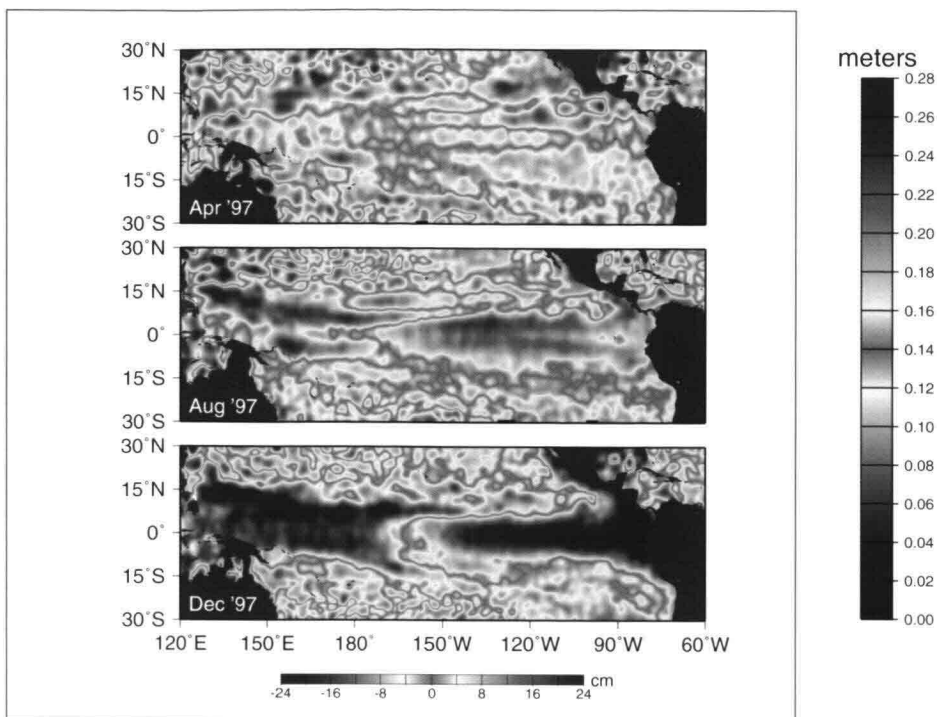 30°N
15°N
0°
15°S
30°S
Apr '97
30°N
15°N
0°
15°S
30°S
Aug '97
30°N
15°N
0°
15°S
30°S
Dec '97
120°E 150°E 180° 150°W 120°W 90°W 60°W
-24 -16 -8 0 8 16 24 cm
meters
0.28
0.26
0.24
0.22
0.20
0.18
0.16
0.14
0.12
0.10
0.08
0.06
0.04
0.02
0.00